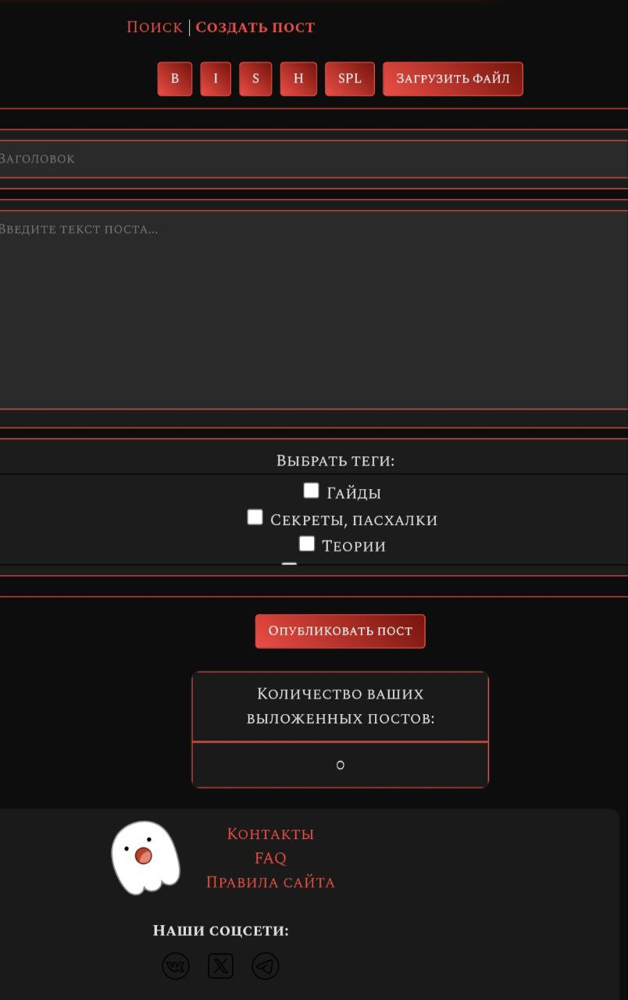 Поиск | Создать пост
B I S H SPL Загрузить файл
Заголовок
Введите текст поста...
Выбрать теги:
Гайды
Секреты, пасхалки
Теории
Опубликовать пост
Количество ваших
выложенных постов:
0
Контакты
FAQ
Правила сайта
Наши соцсети: